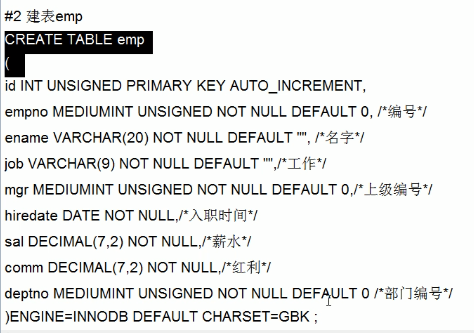 #2 建表emp
CREATE TABLE emp
(
id INT UNSIGNED PRIMARY KEY AUTO_INCREMENT,
empno MEDIUMINT UNSIGNED NOT NULL DEFAULT 0, /*编号*/
ename VARCHAR(20) NOT NULL DEFAULT "", /*名字*/
job VARCHAR(9) NOT NULL DEFAULT "",/*工作*/
mgr MEDIUMINT UNSIGNED NOT NULL DEFAULT 0,/*上级编号*/
hiredate DATE NOT NULL,/*入职时间*/
sal DECIMAL(7,2) NOT NULL,/*薪水*/
comm DECIMAL(7,2) NOT NULL,/*红利*/
deptno MEDIUMINT UNSIGNED NOT NULL DEFAULT 0 /*部门编号*/
)ENGINE=INNODB DEFAULT CHARSET=GBK ;